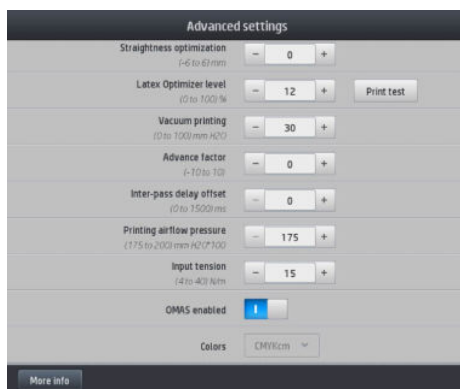 Advanced settings
Straightness optimization - 0 +
(-6 to 6) mm
Latex Optimizer level - 12 + Print test
(0 to 100) %
Vacuum printing - 30 +
(0 to 100) mm H2O
Advance factor - 0 +
(-10 to 10)
Inter-pass delay offset - 0 +
(0 to 1500) ms
Printing airflow pressure - 175 +
(175 to 200) mm H2O*100
Input tension - 15 +
(4 to 40) N/m
OMAS enabled I
Colors CMYKcm
More info